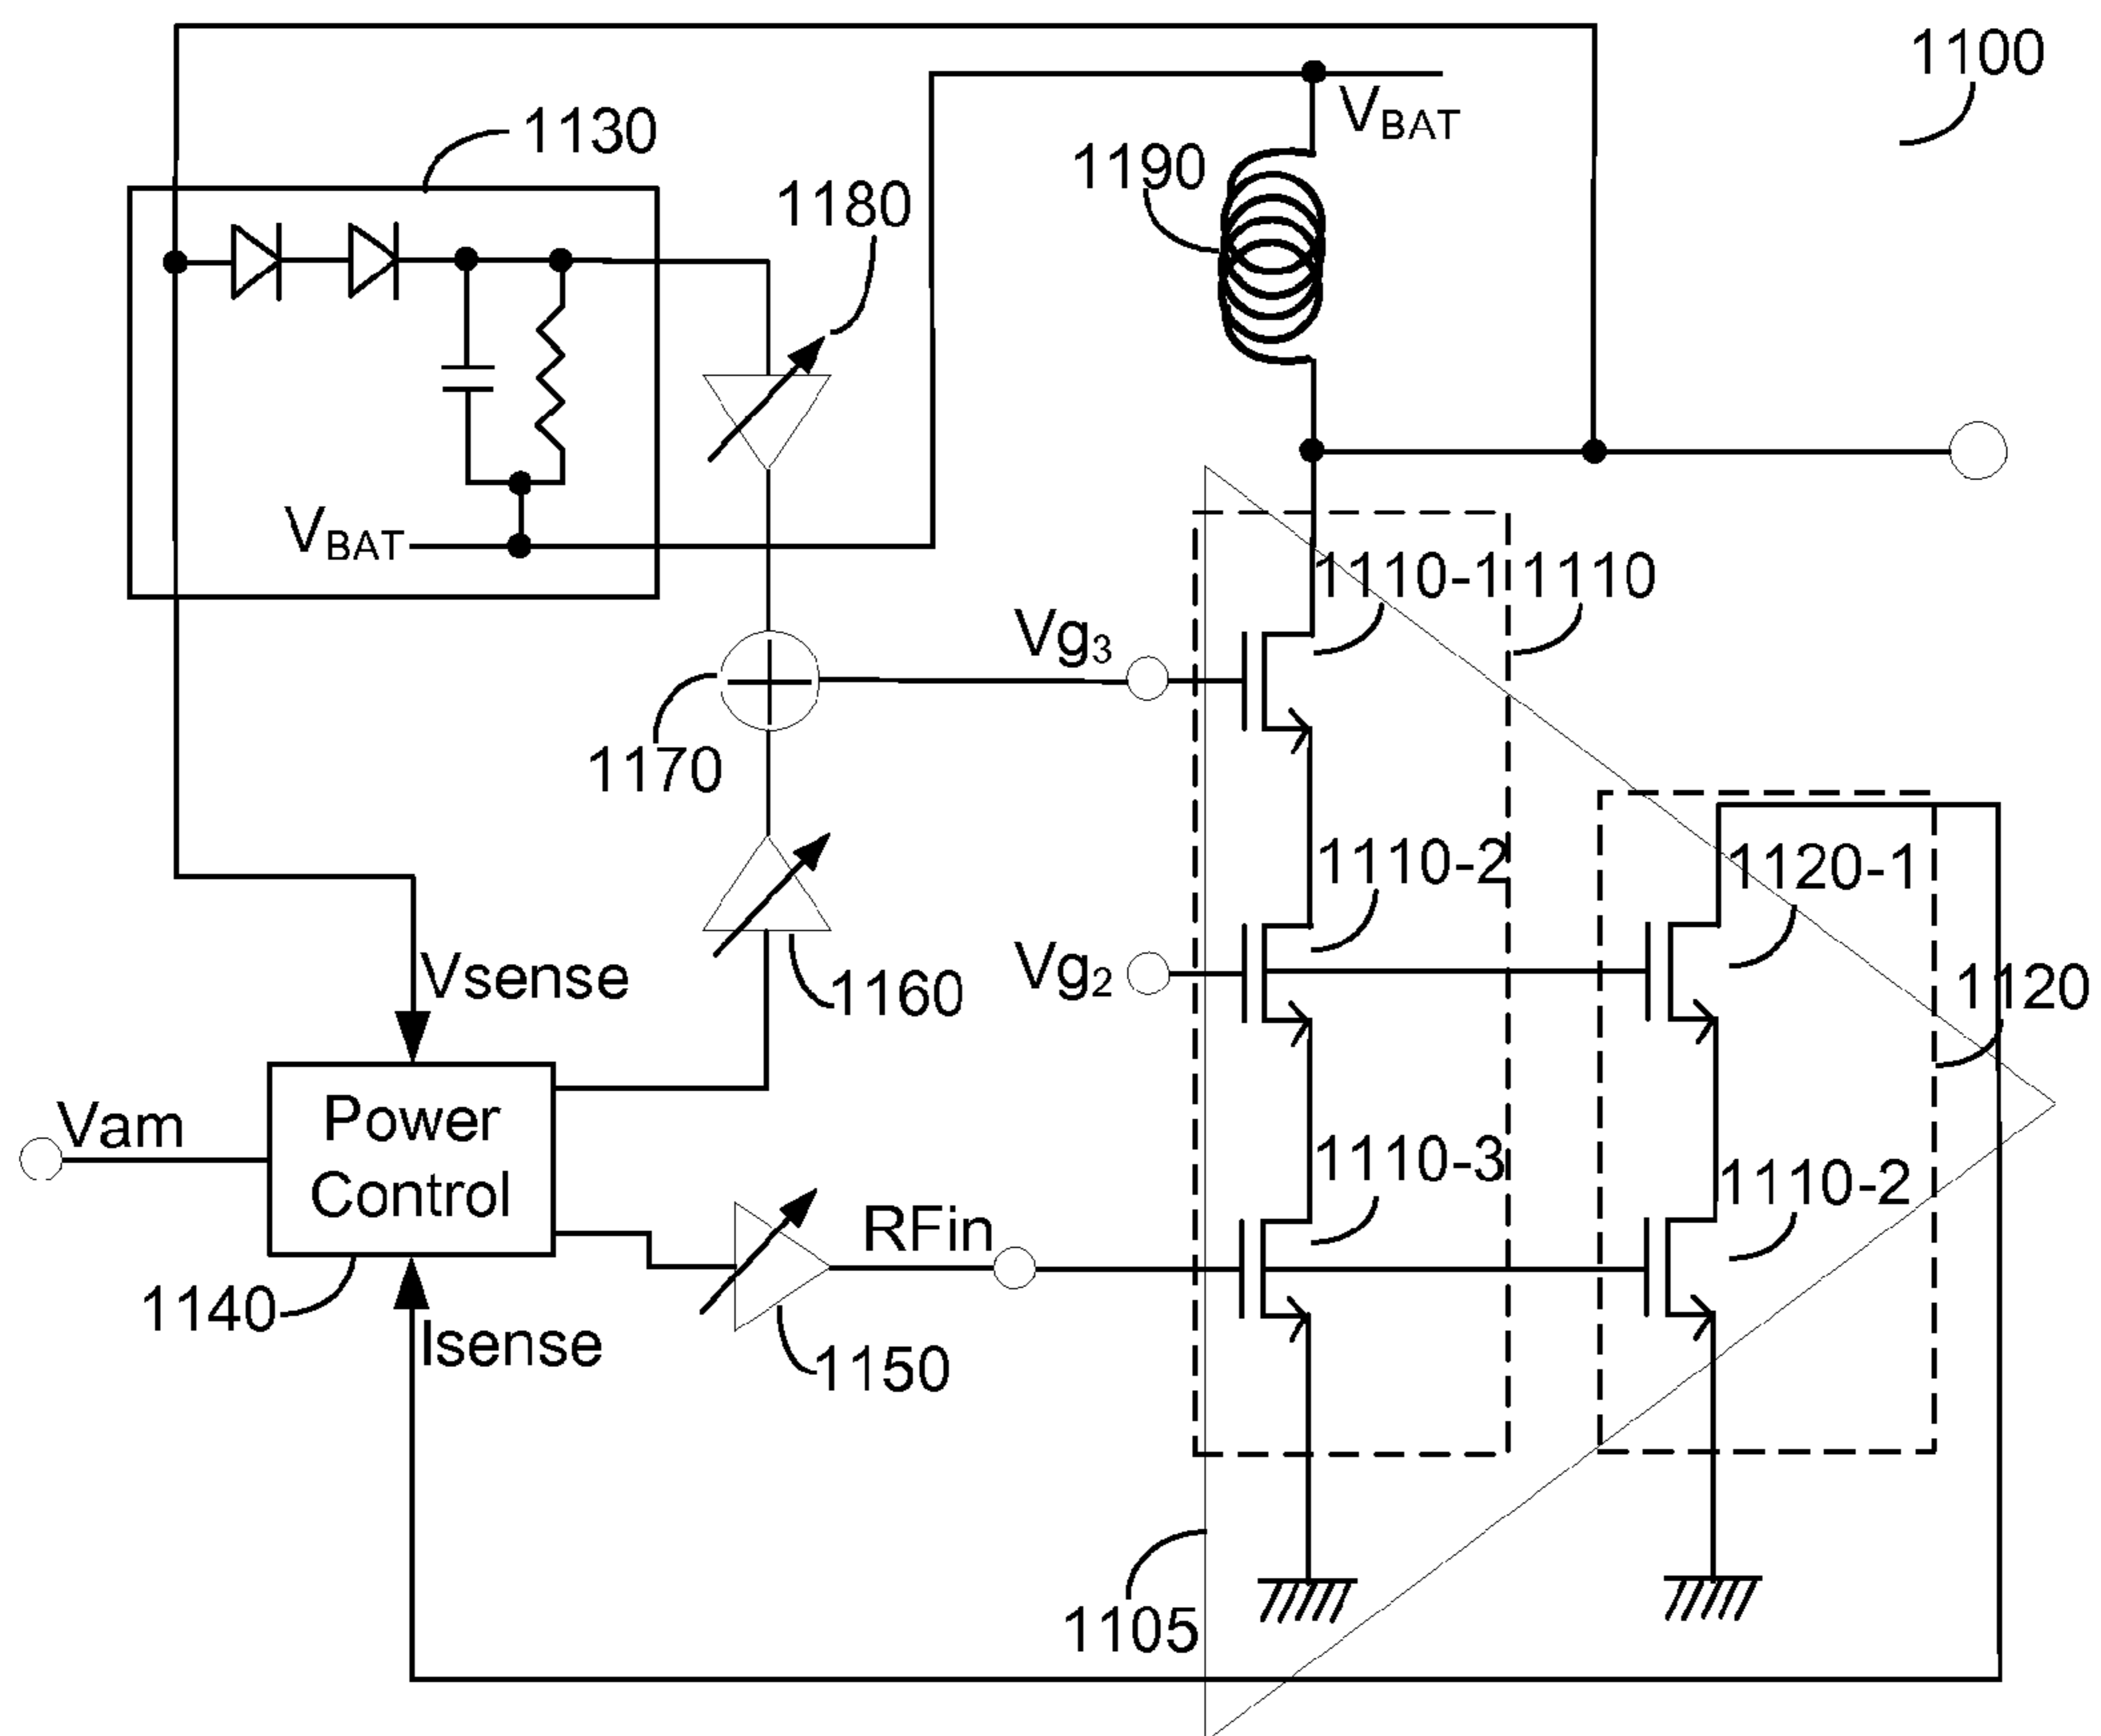 1100
VBAT
1130
1190
1180
VBAT
1110-1
1110
Vg3
1170
1110-2
1120-1
Vsense
1160
Vg2
1120
Vam
Power
Control
1110-3
1110-2
RFin
1140
Isense
1150
1105